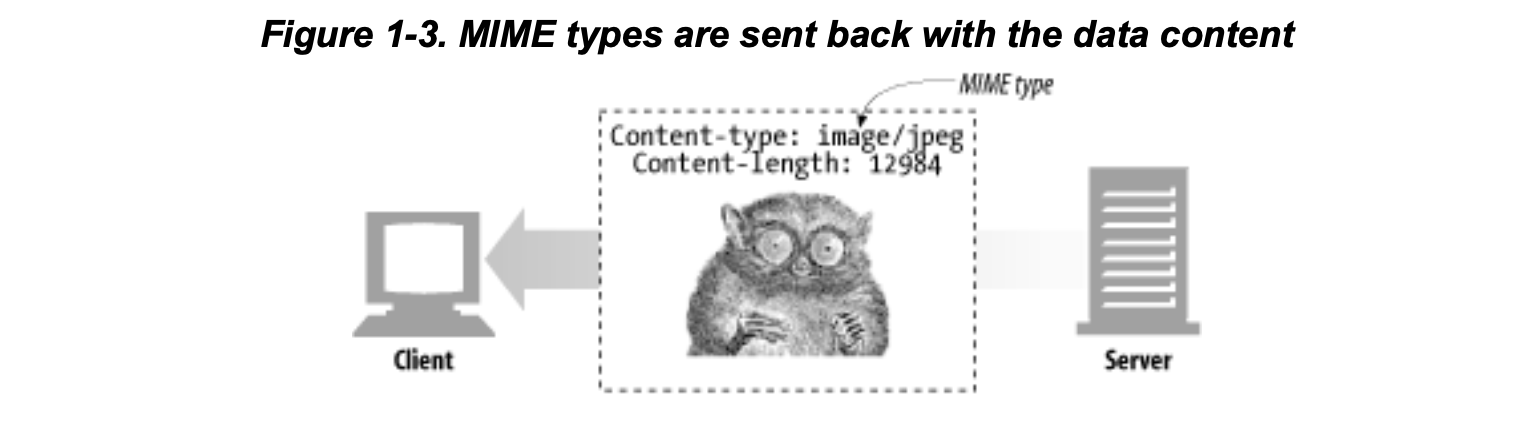 Figure 1-3. MIME types are sent back with the data content
MIME type
Content-type: image/jpeg
Content-length: 12984
Client
Server